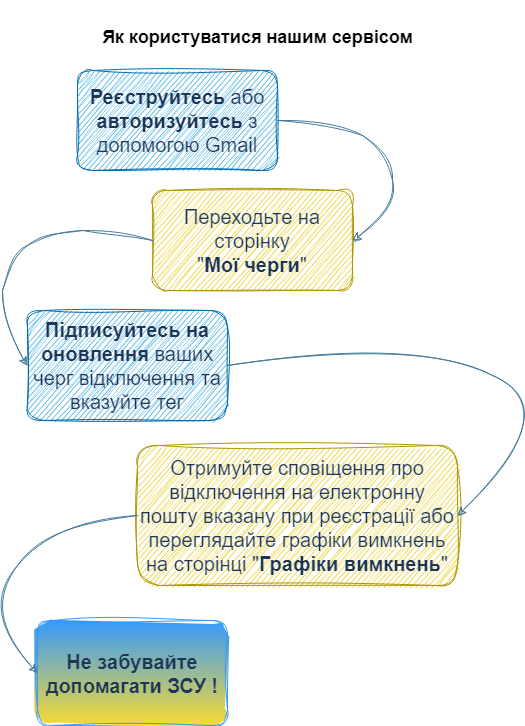 Як користуватися нашим сервісом
Реєструйтесь або
авторизуйтесь з
допомогою Gmail
Переходьте на
сторінку
"Мої черги"
Підписуйтесь на
оновлення ваших
черг відключення та
вказуйте тег
Отримуйте сповіщення про
відключення на електронну
пошту вказану при реєстрації або
переглядайте графіки вимкнень
на сторінці "Графіки вимкнень"
Не забувайте
допомагати ЗСУ !